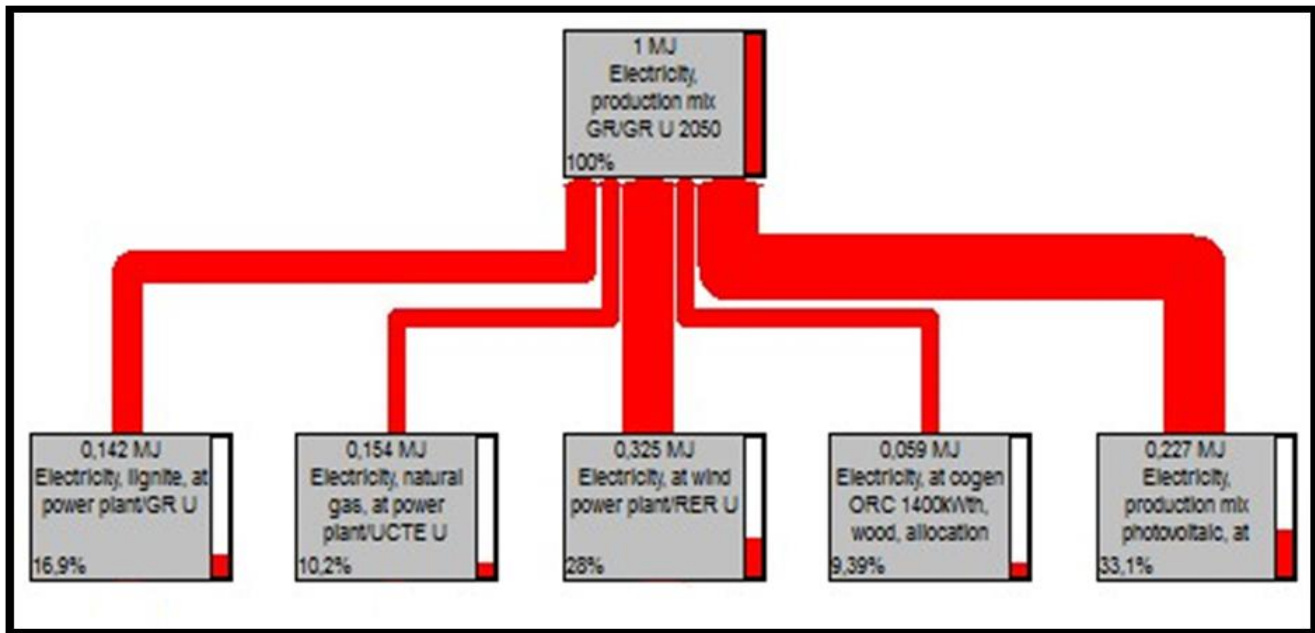 1 MJ
Electricity,
production mix
GR/GR U 2050
100%
0,142 MJ
Electricity, lignite, at
power plant/GR U
16,9%
0,154 MJ
Electricity, natural
gas, at power
plant/UCTE U
10,2%
0,325 MJ
Electricity, at wind
power plant/RER U
28%
0,059 MJ
Electricity, at cogen
ORC 1400kWth,
wood, allocation
9,39%
0,227 MJ
Electricity,
production mix
photovoltaic, at
33,1%